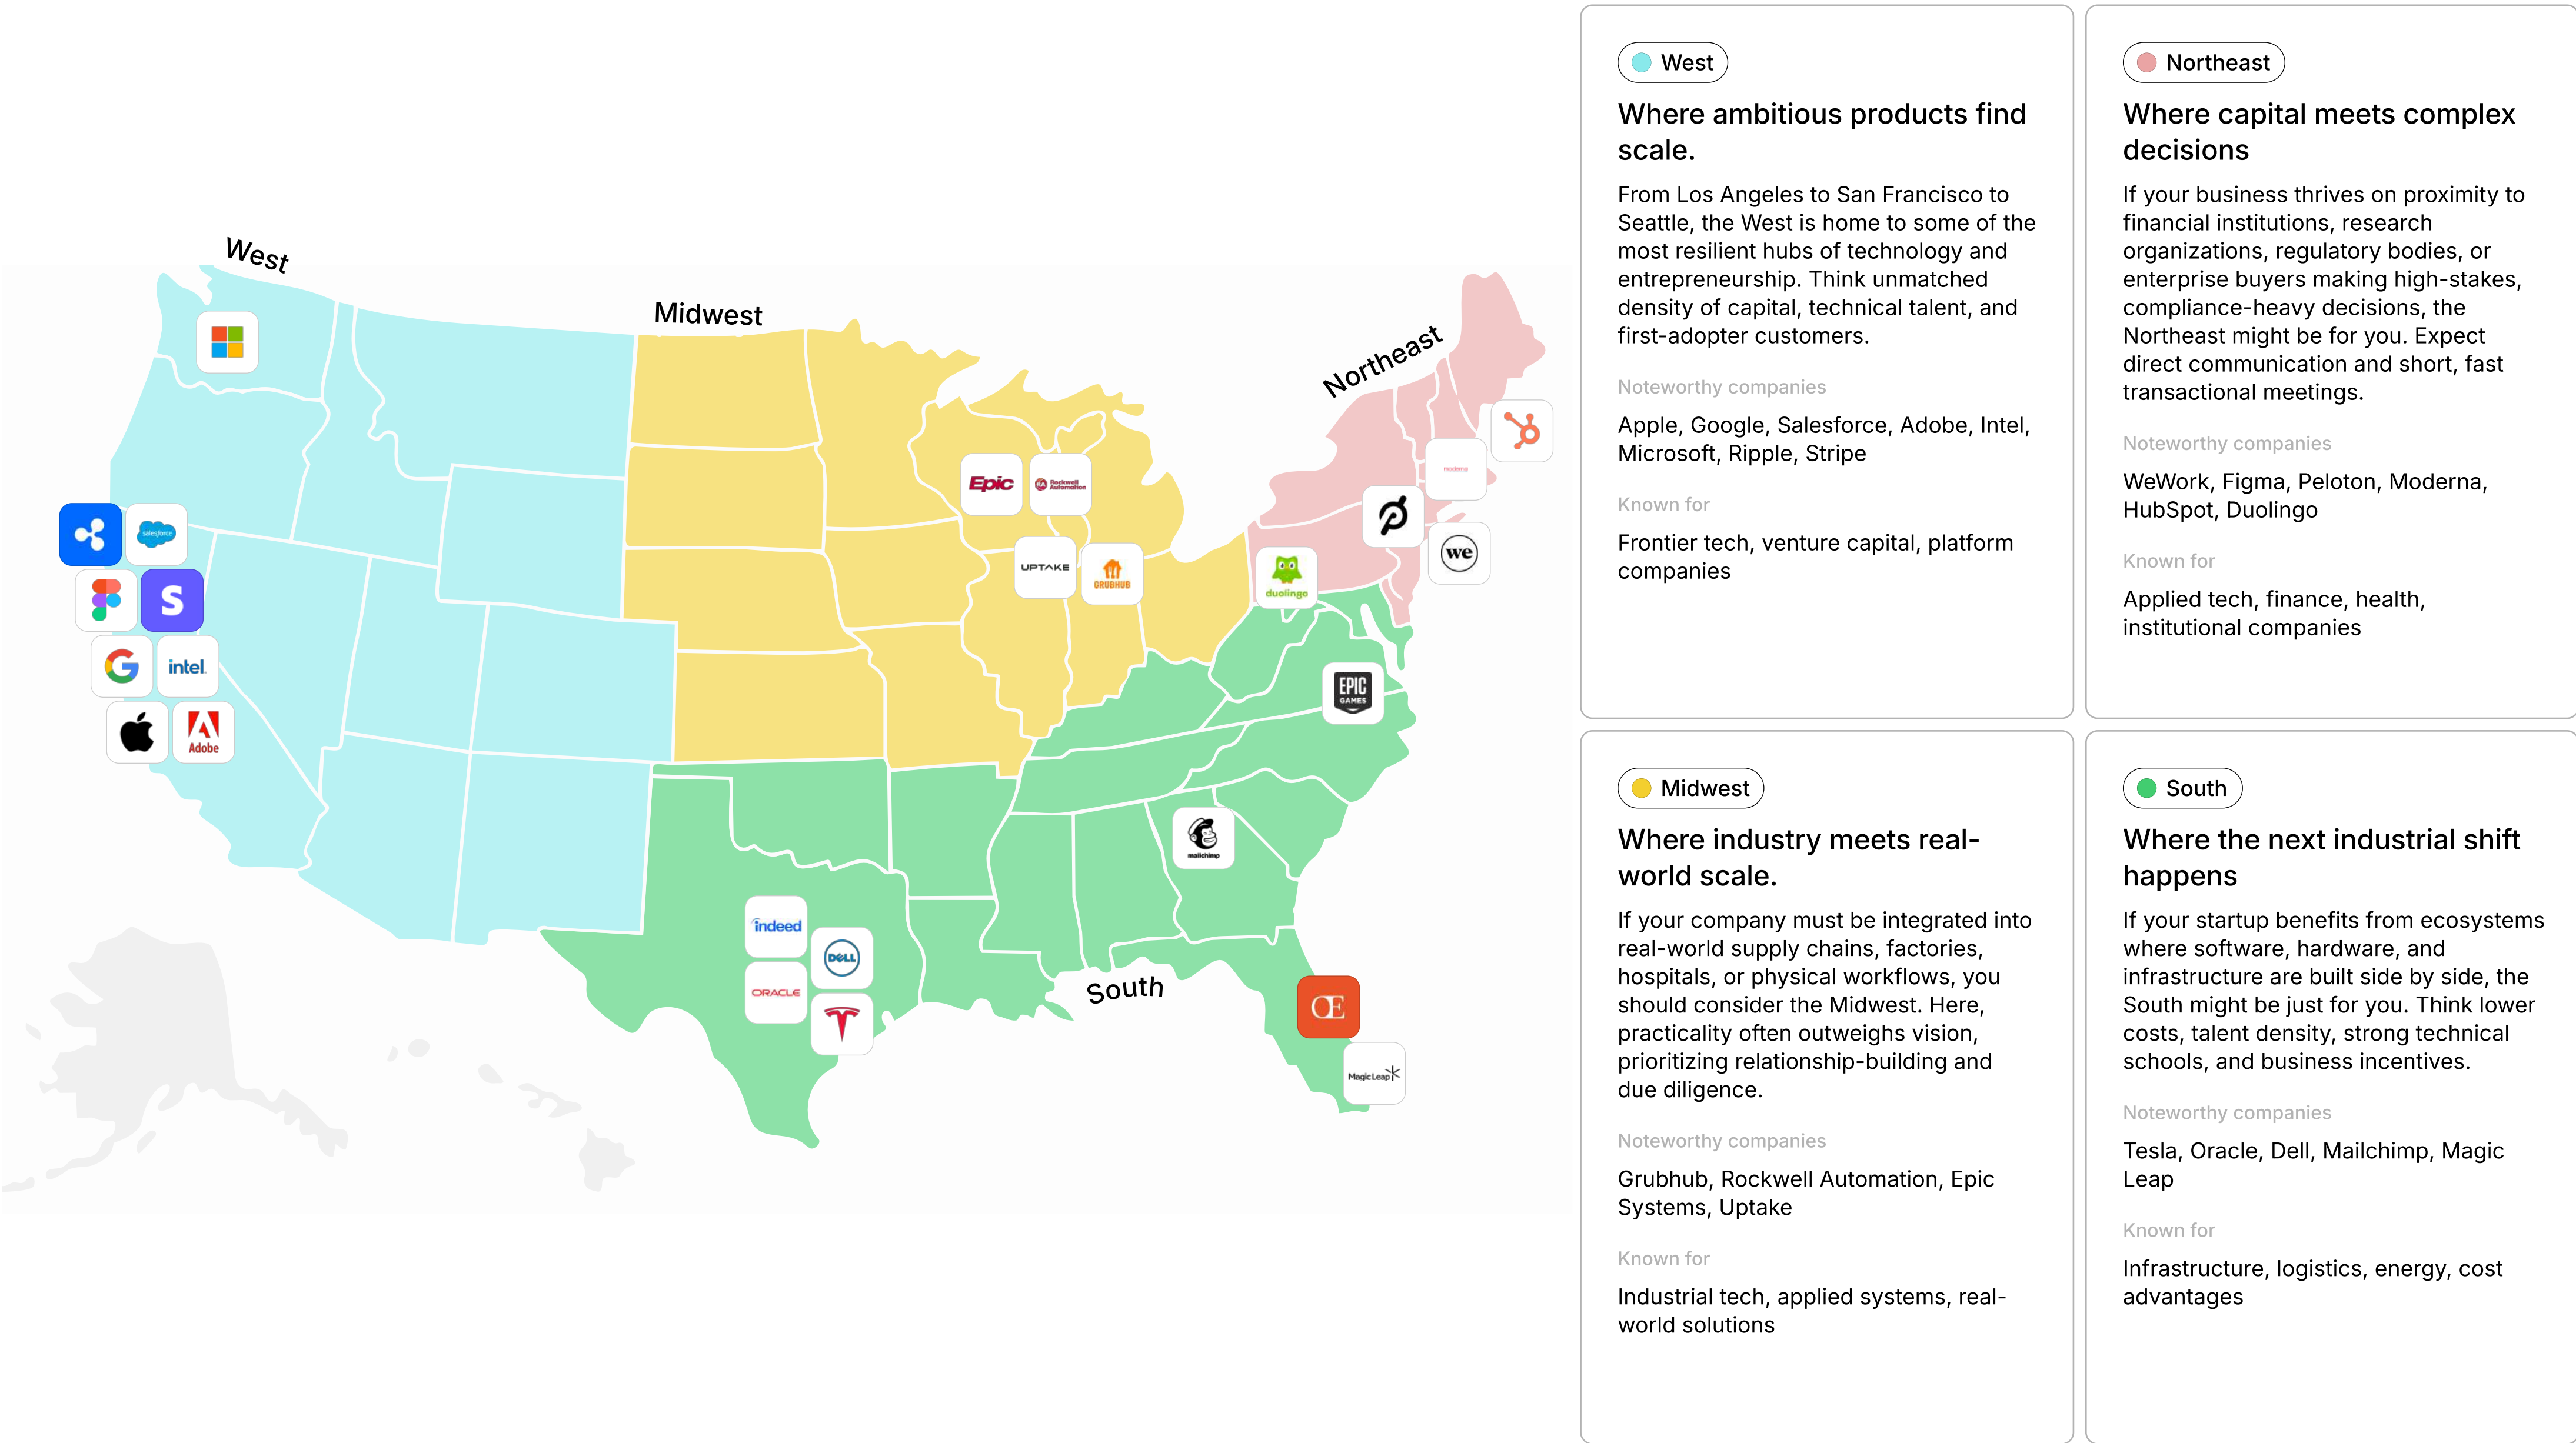 West
Midwest
Northeast
South
salesforce
intel
Adobe
Epic
Rockwell
Automation
UPTAKE
GRUBHUB
moderna
we
duolingo
EPIC
GAMES
mailchimp
indeed
DELL
ORACLE
Œ
Magic Leap
West
Where ambitious products find
scale.
From Los Angeles to San Francisco to
Seattle, the West is home to some of the
most resilient hubs of technology and
entrepreneurship. Think unmatched
density of capital, technical talent, and
first-adopter customers.
Noteworthy companies
Apple, Google, Salesforce, Adobe, Intel,
Microsoft, Ripple, Stripe
Known for
Frontier tech, venture capital, platform
companies
Northeast
Where capital meets complex
decisions
If your business thrives on proximity to
financial institutions, research
organizations, regulatory bodies, or
enterprise buyers making high-stakes,
compliance-heavy decisions, the
Northeast might be for you. Expect
direct communication and short, fast
transactional meetings.
Noteworthy companies
WeWork, Figma, Peloton, Moderna,
HubSpot, Duolingo
Known for
Applied tech, finance, health,
institutional companies
Midwest
Where industry meets real-
world scale.
If your company must be integrated into
real-world supply chains, factories,
hospitals, or physical workflows, you
should consider the Midwest. Here,
practicality often outweighs vision,
prioritizing relationship-building and
due diligence.
Noteworthy companies
Grubhub, Rockwell Automation, Epic
Systems, Uptake
Known for
Industrial tech, applied systems, real-
world solutions
South
Where the next industrial shift
happens
If your startup benefits from ecosystems
where software, hardware, and
infrastructure are built side by side, the
South might be just for you. Think lower
costs, talent density, strong technical
schools, and business incentives.
Noteworthy companies
Tesla, Oracle, Dell, Mailchimp, Magic
Leap
Known for
Infrastructure, logistics, energy, cost
advantages